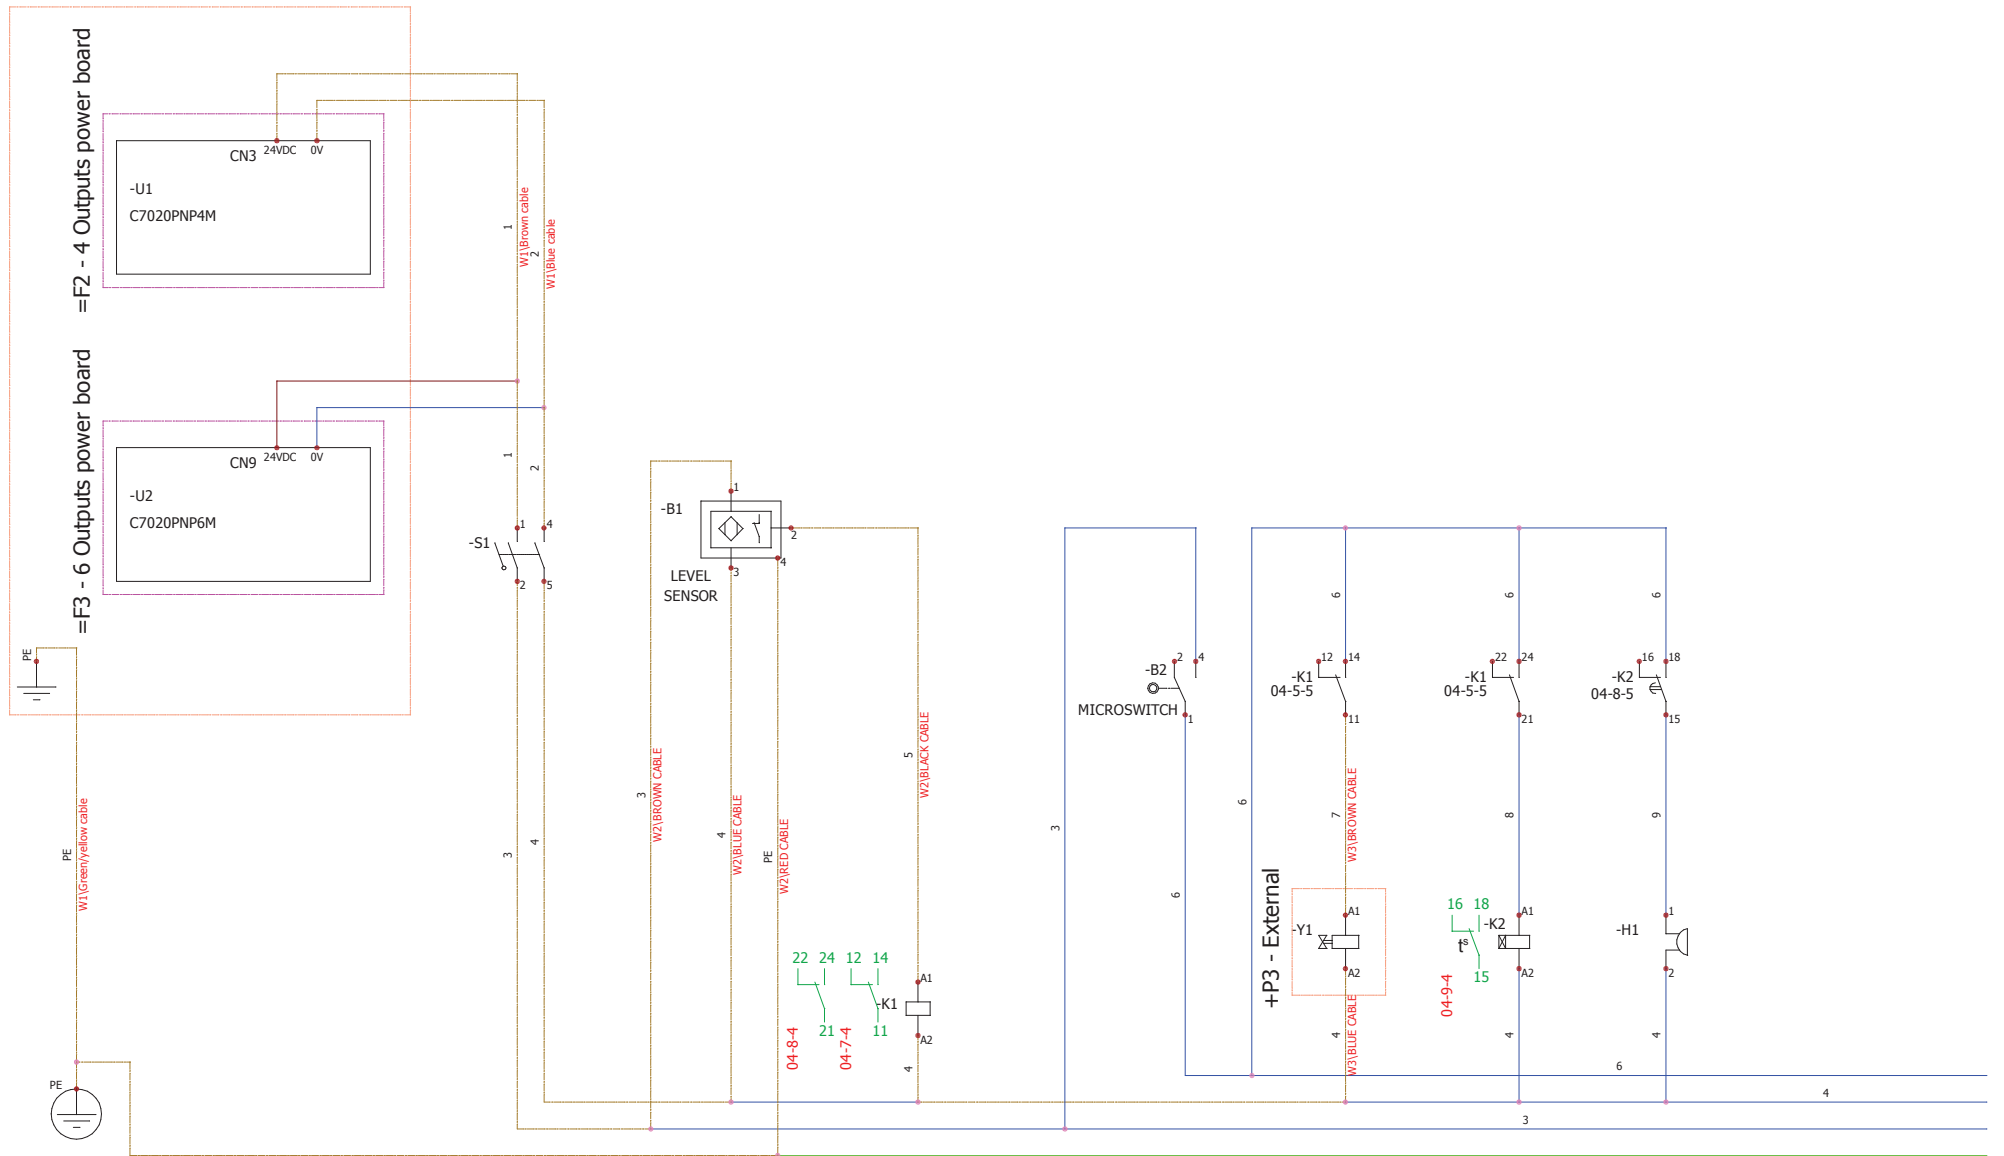 =F2 - 4 Outputs power board
CN3
24VDC
0V
-U1
C7020PNP4M
1
W1\Brown cable
2
W1\Blue cable
=F3 - 6 Outputs power board
CN9
24VDC
0V
-U2
C7020PNP6M
1
2
-S1
1
4
2
5
-B1
1
2
3
4
LEVEL
SENSOR
PE
PE
W1\Green/yellow cable
PE
3
4
3
W2\BROWN CABLE
4
W2\BLUE CABLE
PE
W2\RED CABLE
5
W2\BLACK CABLE
22 24
21
04-8-4
12 14
11
04-7-4
-K1
A1
A2
4
3
-B2
2
4
1
MICROSWITCH
6
6
6
-K1
04-5-5
12
14
11
7
W3\BROWN CABLE
+P3 - External
-Y1
A1
A2
4
W3\BLUE CABLE
6
-K1
04-5-5
22
24
21
8
16 18
tˢ
15
04-9-4
-K2
A1
A2
4
6
-K2
04-8-5
16
18
15
9
-H1
1
2
4
6
4
3